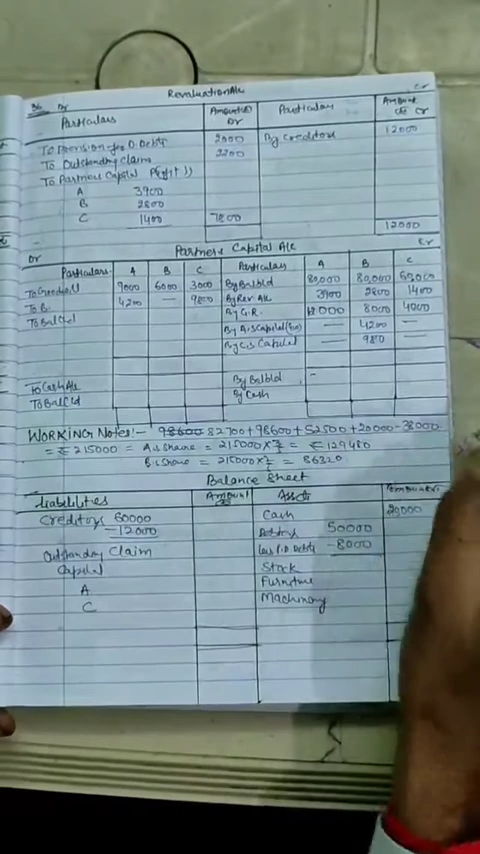 36 Dr Revaluation A/c Cr
Particulars Amount(₹) Dr Particulars Amount Cr
To Provision for D. Debts 2000 By Creditors 12000
To Outstanding Claim 2200
To Partners Capital
A 3900
B 2800
C 1400 7800
12000
Partners Capital A/c
Dr Cr
Particulars A B C Particulars A B C
To Goodwill 9000 6000 3000 By Bal b/d 80,000 80,000
To B 4200 — 9800 By Rev. A/c 3900 2800 1400
To Bal c/d By G.R. 12000 8000 4000
By A's Capital — 4200 —
By C's Capital — 9800 —
To Cash A/c By Bal b/d —
To Bal C/d By Cash
WORKING Notes:- 98600 82700+98600+52500+20000-38000
= ₹ 215000 = A's Share = 215000 × = ₹ 129480
B's Share = 215000 × = 86320
Balance Sheet
Liabilities Amount Assets Amount
Creditors 60000 Cash 20000
-12000 Debtors 50000
Outstanding Claim Less P.D. Debts -8000
Capital Stock
A Furniture
C Machinery